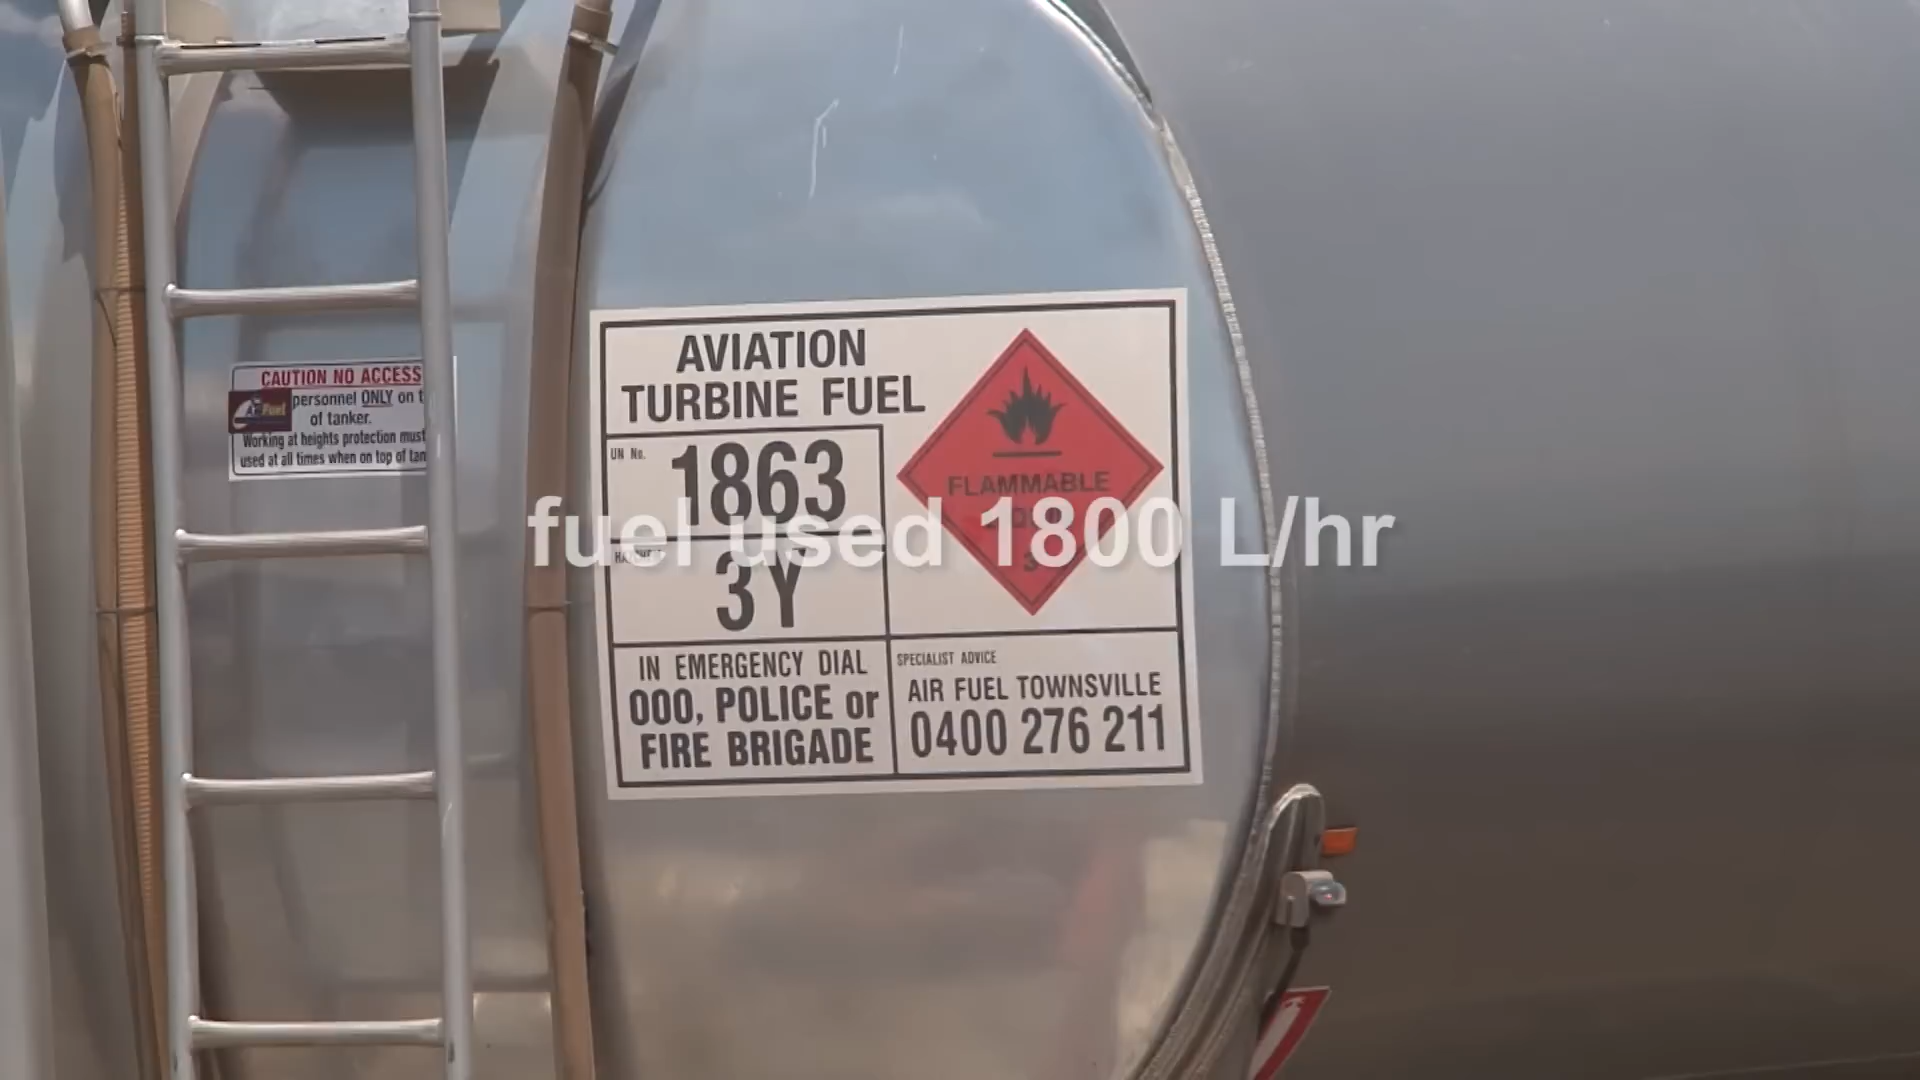 CAUTION NO ACCESS
personnel ONLY on
of tanker.
Working at heights protection must
used at all times when on top of
AVIATION
TURBINE FUEL
UN No.
1863
FLAMMABLE
3
fuel used 1800 L/hr
3Y
IN EMERGENCY DIAL
000, POLICE or
FIRE BRIGADE
SPECIALIST ADVICE
AIR FUEL TOWNSVILLE
0400 276 211